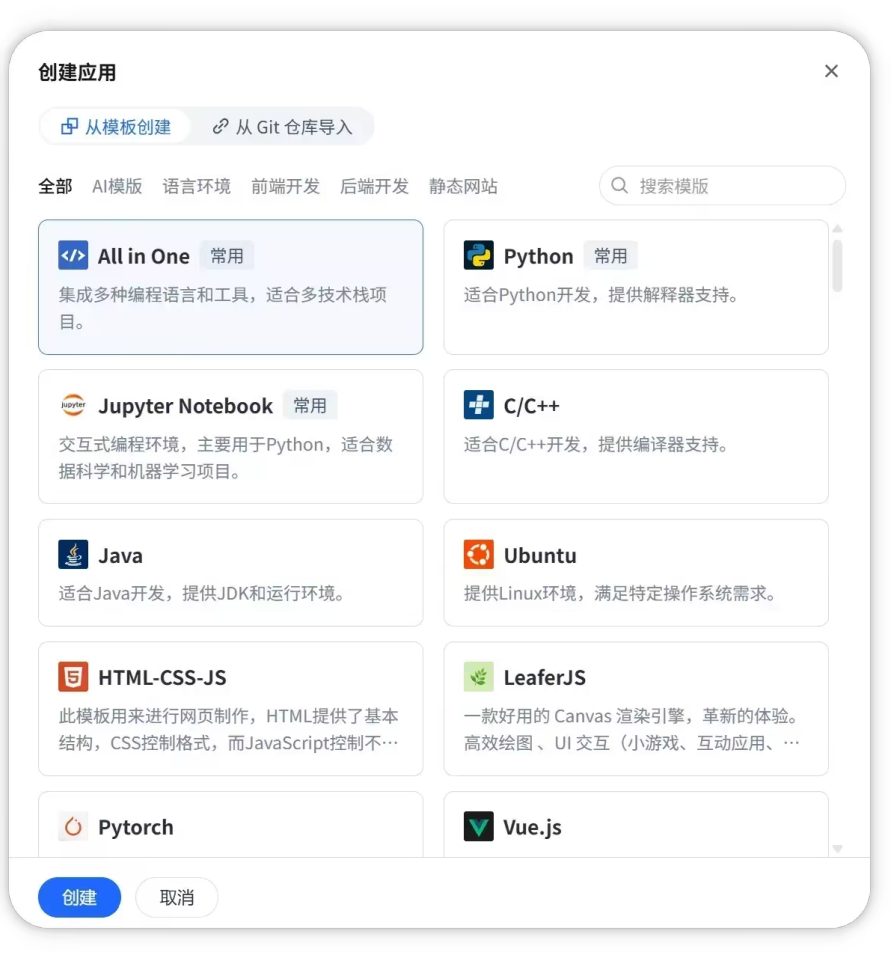 创建应用
从模板创建 从 Git 仓库导入
全部 AI模版 语言环境 前端开发 后端开发 静态网站 搜索模版
All in One 常用
集成多种编程语言和工具，适合多技术栈项
目。
Python 常用
适合Python开发，提供解释器支持。
jupyter
Jupyter Notebook 常用
交互式编程环境，主要用于Python，适合数
据科学和机器学习项目。
C/C++
适合C/C++开发，提供编译器支持。
Java
适合Java开发，提供JDK和运行环境。
Ubuntu
提供Linux环境，满足特定操作系统需求。
HTML-CSS-JS
此模板用来进行网页制作，HTML提供了基本
结构，CSS控制格式，而JavaScript控制不…
LeaferJS
一款好用的 Canvas 渲染引擎，革新的体验。
高效绘图 、UI 交互（小游戏、互动应用、…
Pytorch
Vue.js
创建 取消